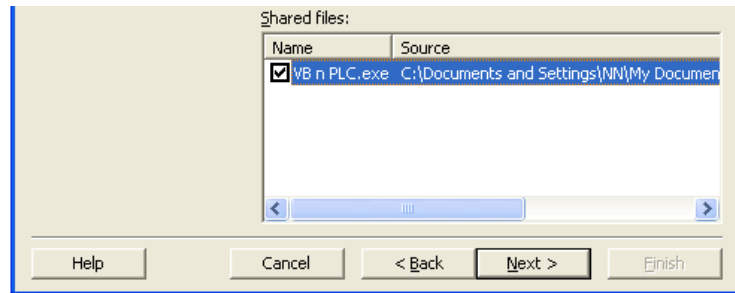 Shared files:
Name Source
VB n PLC.exe C:\Documents and Settings\NN\My Documen
Help Cancel < Back Next > Finish